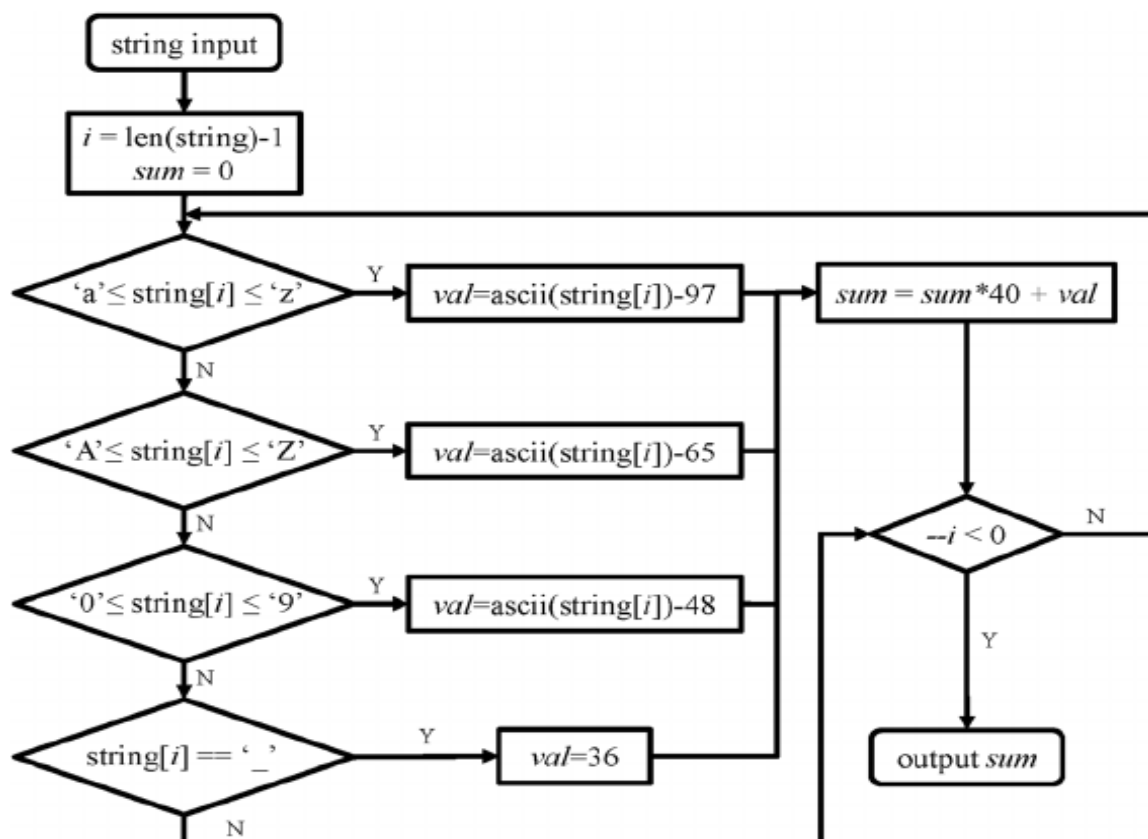 string input
i = len(string)-1
sum = 0
‘a’≤ string[i] ≤ ‘z’
Y
val=ascii(string[i])-97
sum = sum*40 + val
N
‘A’≤ string[i] ≤ ‘Z’
Y
val=ascii(string[i])-65
N
--i < 0
N
‘0’≤ string[i] ≤ ‘9’
Y
val=ascii(string[i])-48
N
Y
string[i] == ‘_’
Y
val=36
output sum
N